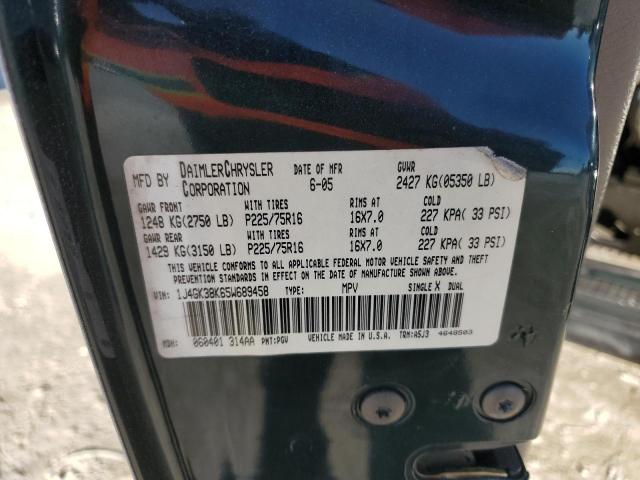 MFD BY DAIMLERCHRYSLER CORPORATION DATE OF MFR 6-05 GVWR 2427 KG(05350 LB)
GAWR FRONT WITH TIRES RIMS AT COLD
1248 KG(2750 LB) P225/75R16 16X7.0 227 KPA( 33 PSI)
GAWR REAR WITH TIRES RIMS AT COLD
1429 KG(3150 LB) P225/75R16 16X7.0 227 KPA( 33 PSI)
THIS VEHICLE CONFORMS TO ALL APPLICABLE FEDERAL MOTOR VEHICLE SAFETY AND THEFT
PREVENTION STANDARDS IN EFFECT ON THE DATE OF MANUFACTURE SHOWN ABOVE
VIN: 1J4GK38K65W689458 TYPE: MPV SINGLE X DUAL
MDH: 060401 314AA PNT:PGV VEHICLE MADE IN U.S.A. TRN:A5J3 4648503